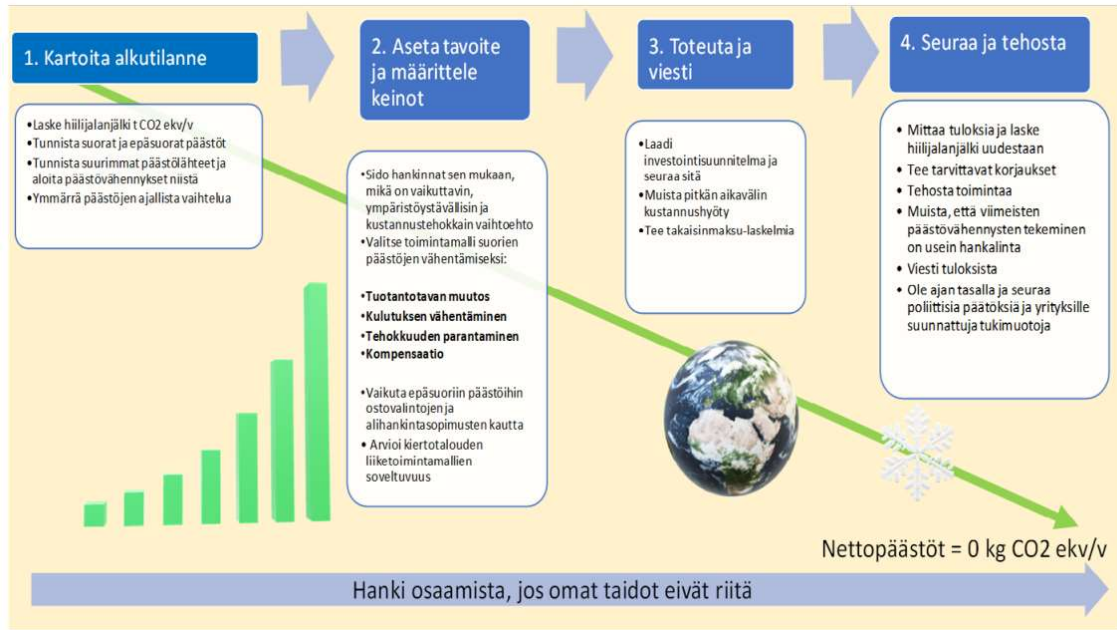 1. Kartoita alkutilanne
•Laske hiilijalanjälki t CO2 ekv/v
•Tunnista suorat ja epäsuorat päästöt
•Tunnista suurimmat päästölähteet ja
aloita päästövähennykset niistä
•Ymmärrä päästöjen ajallista vaihtelua
2. Aseta tavoite
ja määrittele
keinot
•Sido hankinnat sen mukaan,
mikä on vaikuttavin,
ympäristöystävällisin ja
kustannustehokkain vaihtoehto
•Valitse toimintamalli suorien
päästöjen vähentämiseksi:
•Tuotantotavan muutos
•Kulutuksen vähentäminen
•Tehokkuuden parantaminen
•Kompensaatio
•Vaikuta epäsuoriin päästöihin
ostovalintojen ja
alihankintasopimusten kautta
• Arvioi kiertotalouden
liiketoimintamallien
soveltuvuus
3. Toteuta ja
viesti
•Laadi
investointisuunnitelma ja
seuraa sitä
•Muista pitkän aikavälin
kustannushyöty
•Tee takaisinmaksu-laskelmia
4. Seuraa ja tehosta
• Mittaa tuloksia ja laske
hiilijalanjälki uudestaan
• Tee tarvittavat korjaukset
• Tehosta toimintaa
• Muista, että viimeisten
päästövähennysten tekeminen
on usein hankalinta
• Viesti tuloksista
• Ole ajan tasalla ja seuraa
poliittisia päätöksiä ja yrityksille
suunnattuja tukimuotoja
Nettopäästöt = 0 kg CO2 ekv/v
Hanki osaamista, jos omat taidot eivät riitä